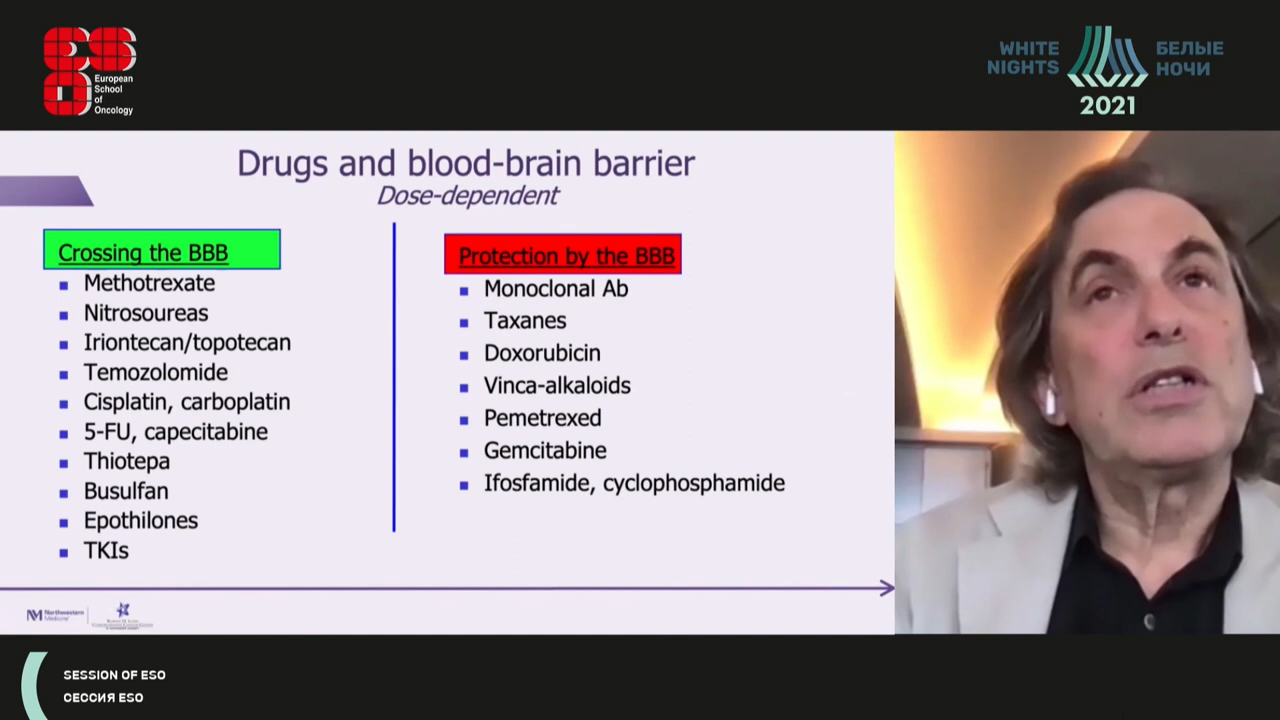 European
School
of
Oncology
WHITE
NIGHTS
БЕЛЫЕ
НОЧИ
2021
Drugs and blood-brain barrier
Dose-dependent
Crossing the BBB
Methotrexate
Nitrosoureas
Iriontecan/topotecan
Temozolomide
Cisplatin, carboplatin
5-FU, capecitabine
Thiotepa
Busulfan
Epothilones
TKIs
Protection by the BBB
Monoclonal Ab
Taxanes
Doxorubicin
Vinca-alkaloids
Pemetrexed
Gemcitabine
Ifosfamide, cyclophosphamide
Northwestern
Medicine
SESSION OF ESO
СЕССИЯ ESO